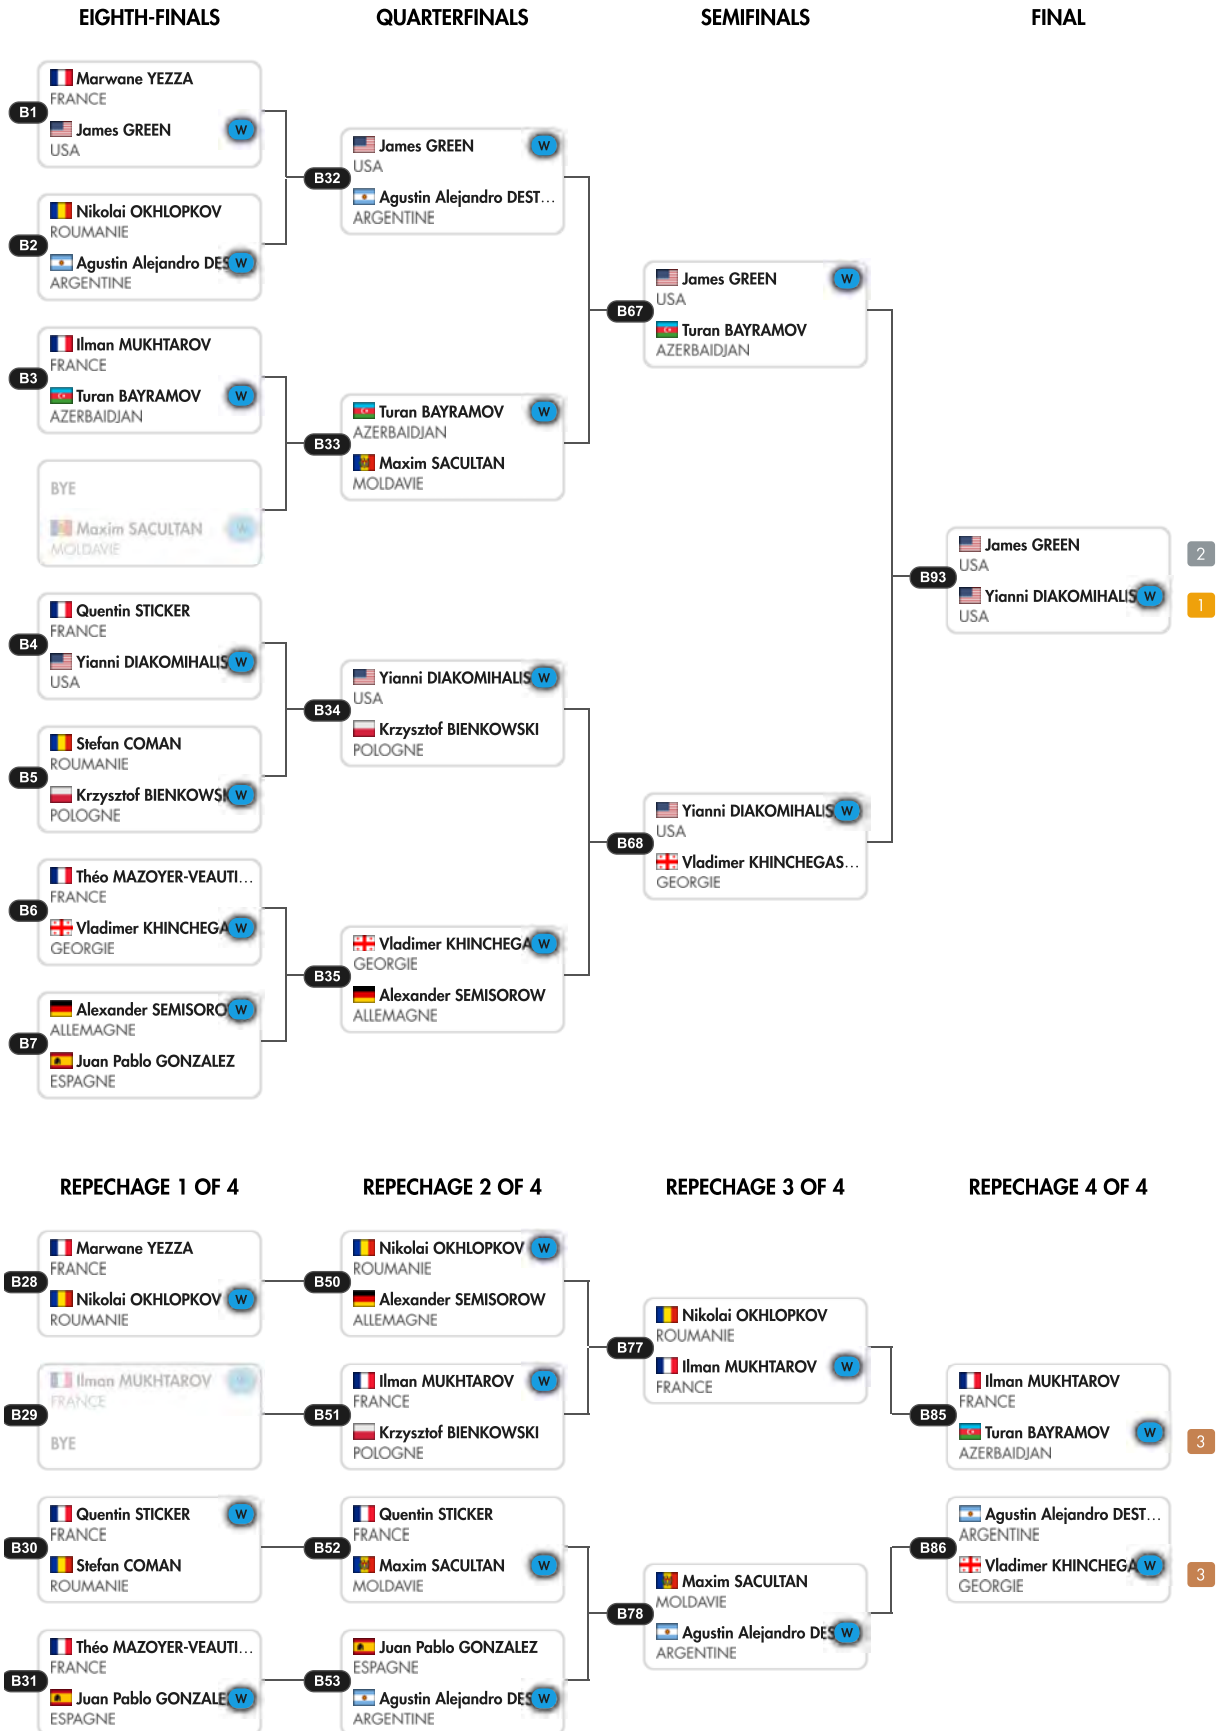 EIGHTH-FINALS
QUARTERFINALS
SEMIFINALS
FINAL
B1
Marwane YEZZA
FRANCE
James GREEN W
USA
B2
Nikolai OKHLOPKOV
ROUMANIE
Agustin Alejandro DES W
ARGENTINE
B3
Ilman MUKHTAROV
FRANCE
Turan BAYRAMOV W
AZERBAIDJAN
BYE
Maxim SACULTAN W
MOLDAVIE
B4
Quentin STICKER
FRANCE
Yianni DIAKOMIHALIS W
USA
B5
Stefan COMAN
ROUMANIE
Krzysztof BIENKOWSK W
POLOGNE
B6
Théo MAZOYER-VEAUTI...
FRANCE
Vladimer KHINCHEGA W
GEORGIE
B7
Alexander SEMISORO W
ALLEMAGNE
Juan Pablo GONZALEZ
ESPAGNE
B32
James GREEN W
USA
Agustin Alejandro DEST...
ARGENTINE
B33
Turan BAYRAMOV W
AZERBAIDJAN
Maxim SACULTAN
MOLDAVIE
B34
Yianni DIAKOMIHALIS W
USA
Krzysztof BIENKOWSKI
POLOGNE
B35
Vladimer KHINCHEGA W
GEORGIE
Alexander SEMISOROW
ALLEMAGNE
B67
James GREEN W
USA
Turan BAYRAMOV
AZERBAIDJAN
B68
Yianni DIAKOMIHALIS W
USA
Vladimer KHINCHEGAS...
GEORGIE
B93
James GREEN 2
USA
Yianni DIAKOMIHALIS W 1
USA
REPECHAGE 1 OF 4
REPECHAGE 2 OF 4
REPECHAGE 3 OF 4
REPECHAGE 4 OF 4
B28
Marwane YEZZA
FRANCE
Nikolai OKHLOPKOV W
ROUMANIE
B29
Ilman MUKHTAROV W
FRANCE
BYE
B30
Quentin STICKER W
FRANCE
Stefan COMAN
ROUMANIE
B31
Théo MAZOYER-VEAUTI...
FRANCE
Juan Pablo GONZALE W
ESPAGNE
B50
Nikolai OKHLOPKOV W
ROUMANIE
Alexander SEMISOROW
ALLEMAGNE
B51
Ilman MUKHTAROV W
FRANCE
Krzysztof BIENKOWSKI
POLOGNE
B52
Quentin STICKER
FRANCE
Maxim SACULTAN W
MOLDAVIE
B53
Juan Pablo GONZALEZ
ESPAGNE
Agustin Alejandro DES W
ARGENTINE
B77
Nikolai OKHLOPKOV
ROUMANIE
Ilman MUKHTAROV W
FRANCE
B78
Maxim SACULTAN
MOLDAVIE
Agustin Alejandro DES W
ARGENTINE
B85
Ilman MUKHTAROV
FRANCE
Turan BAYRAMOV W 3
AZERBAIDJAN
B86
Agustin Alejandro DEST...
ARGENTINE
Vladimer KHINCHEGA W 3
GEORGIE